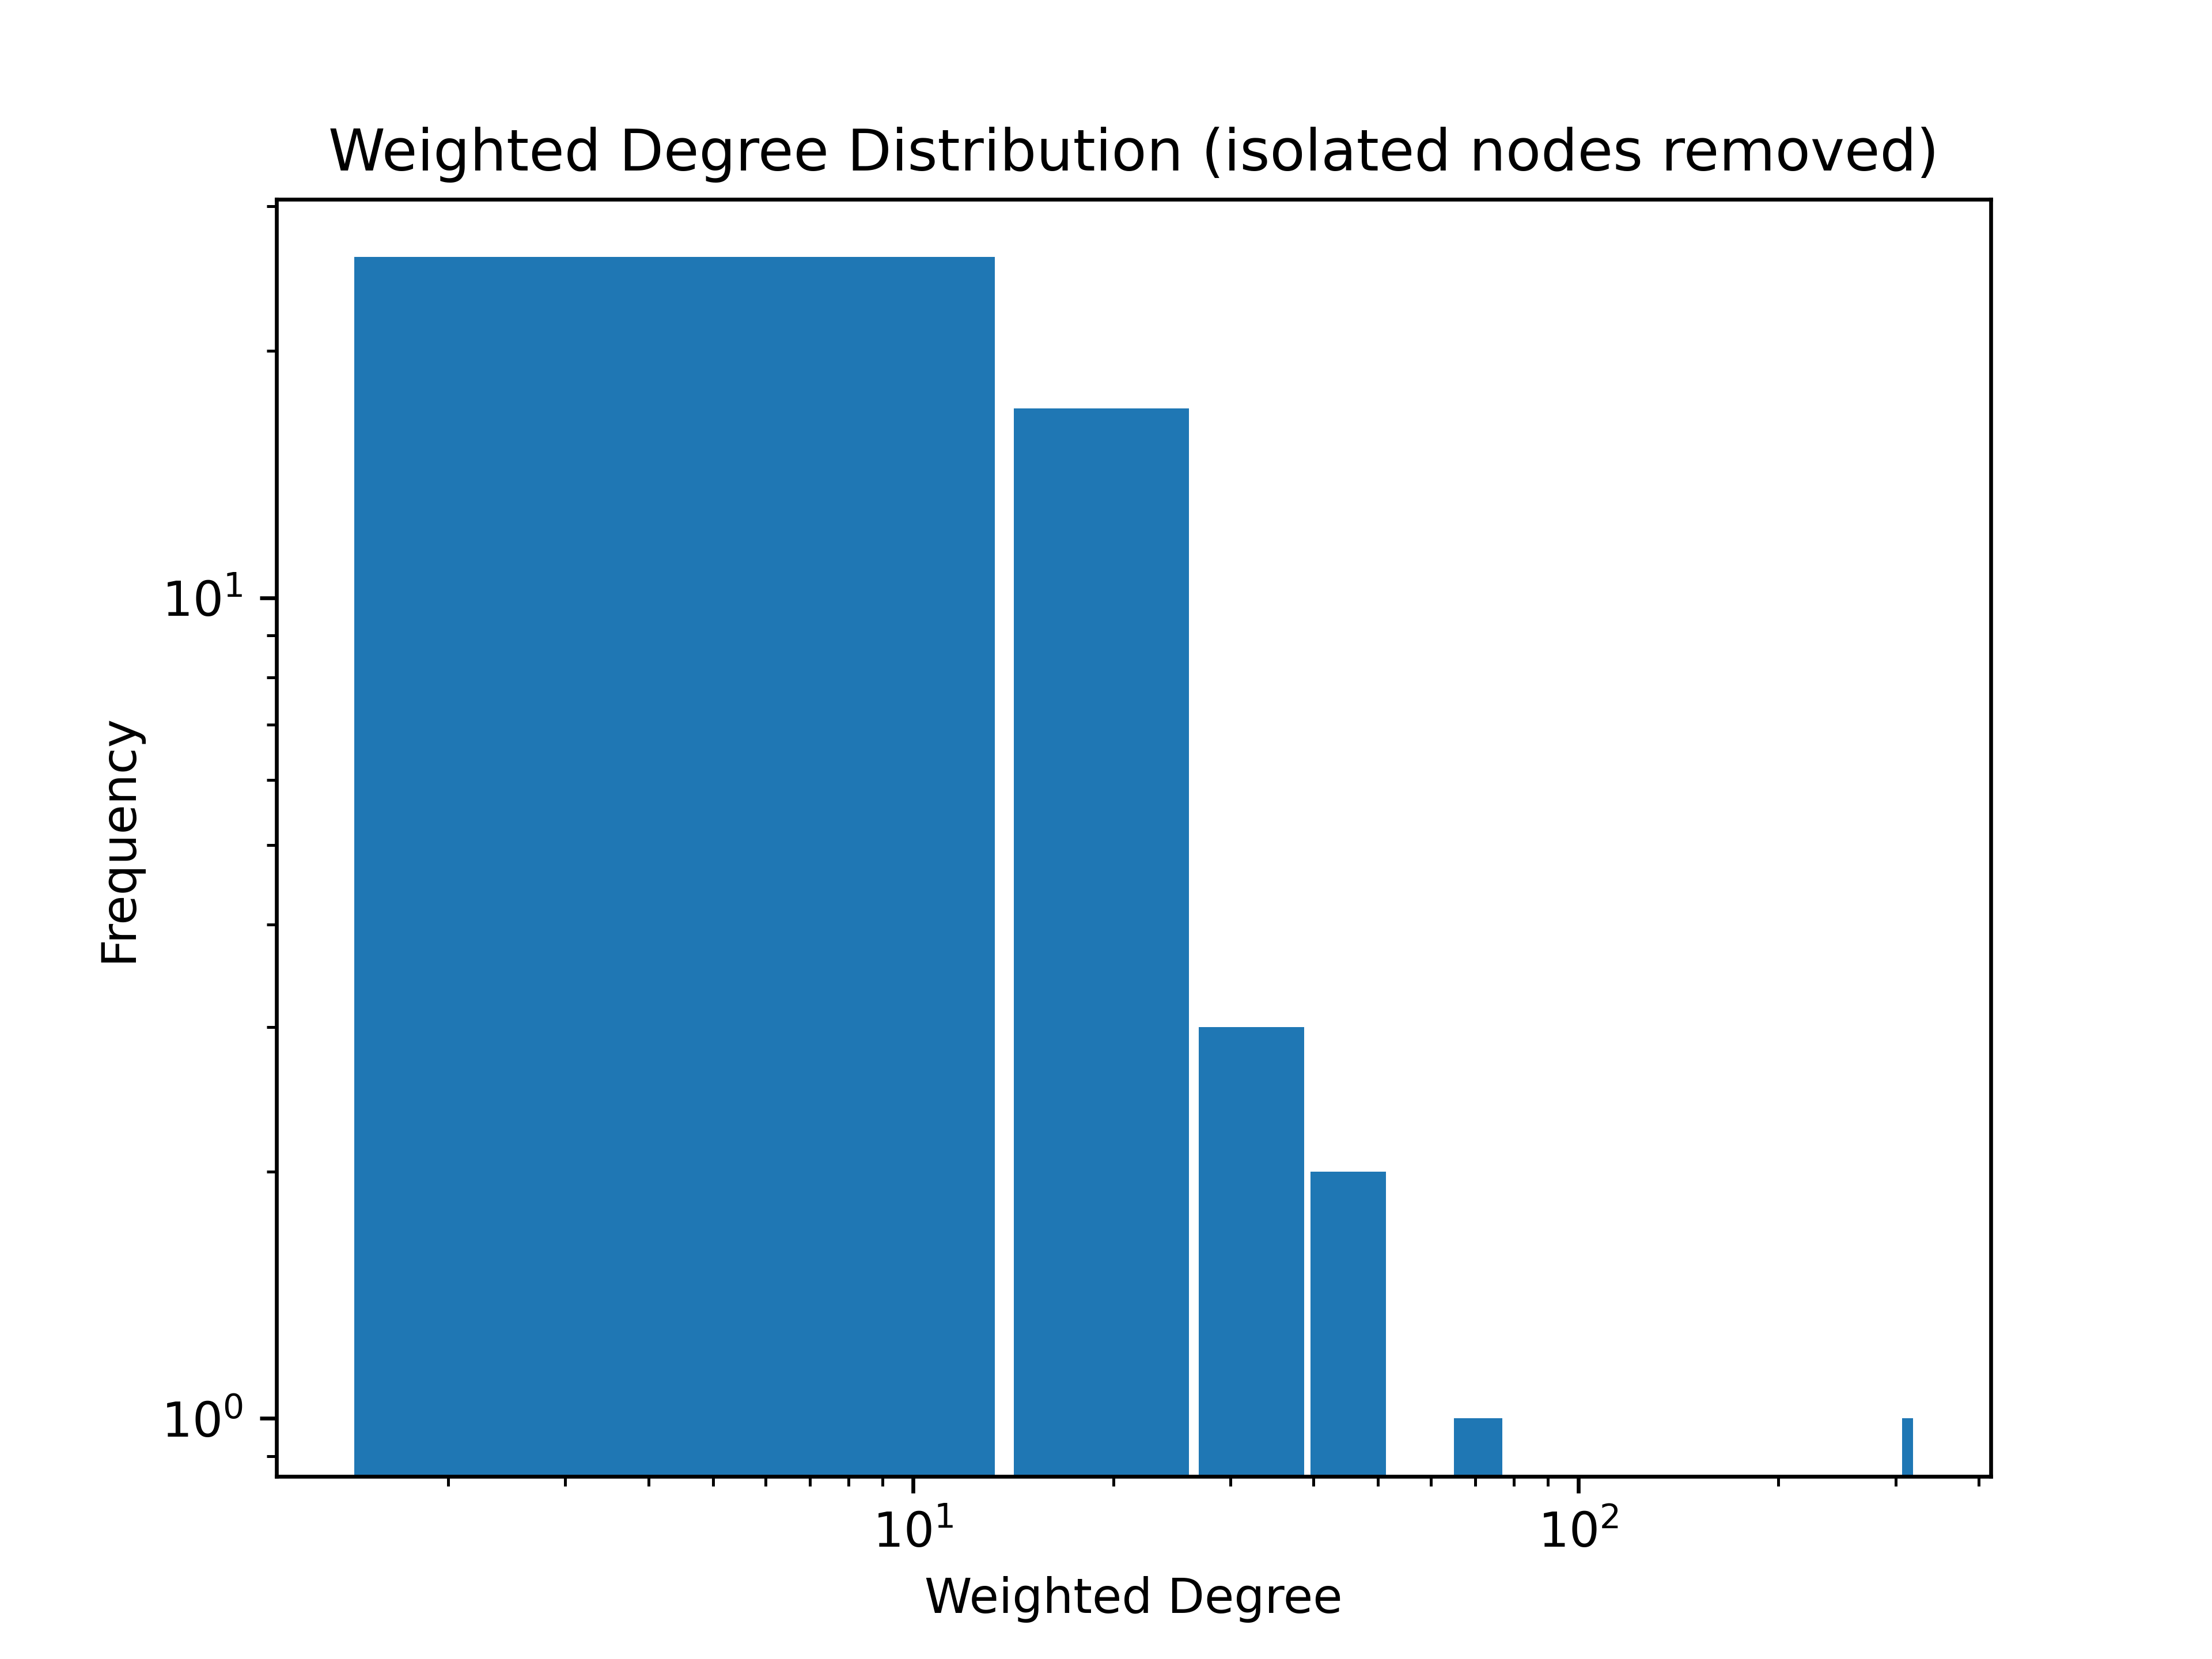 Weighted Degree Distribution (isolated nodes removed)
10¹
Frequency
10⁰
10¹
10²
Weighted Degree